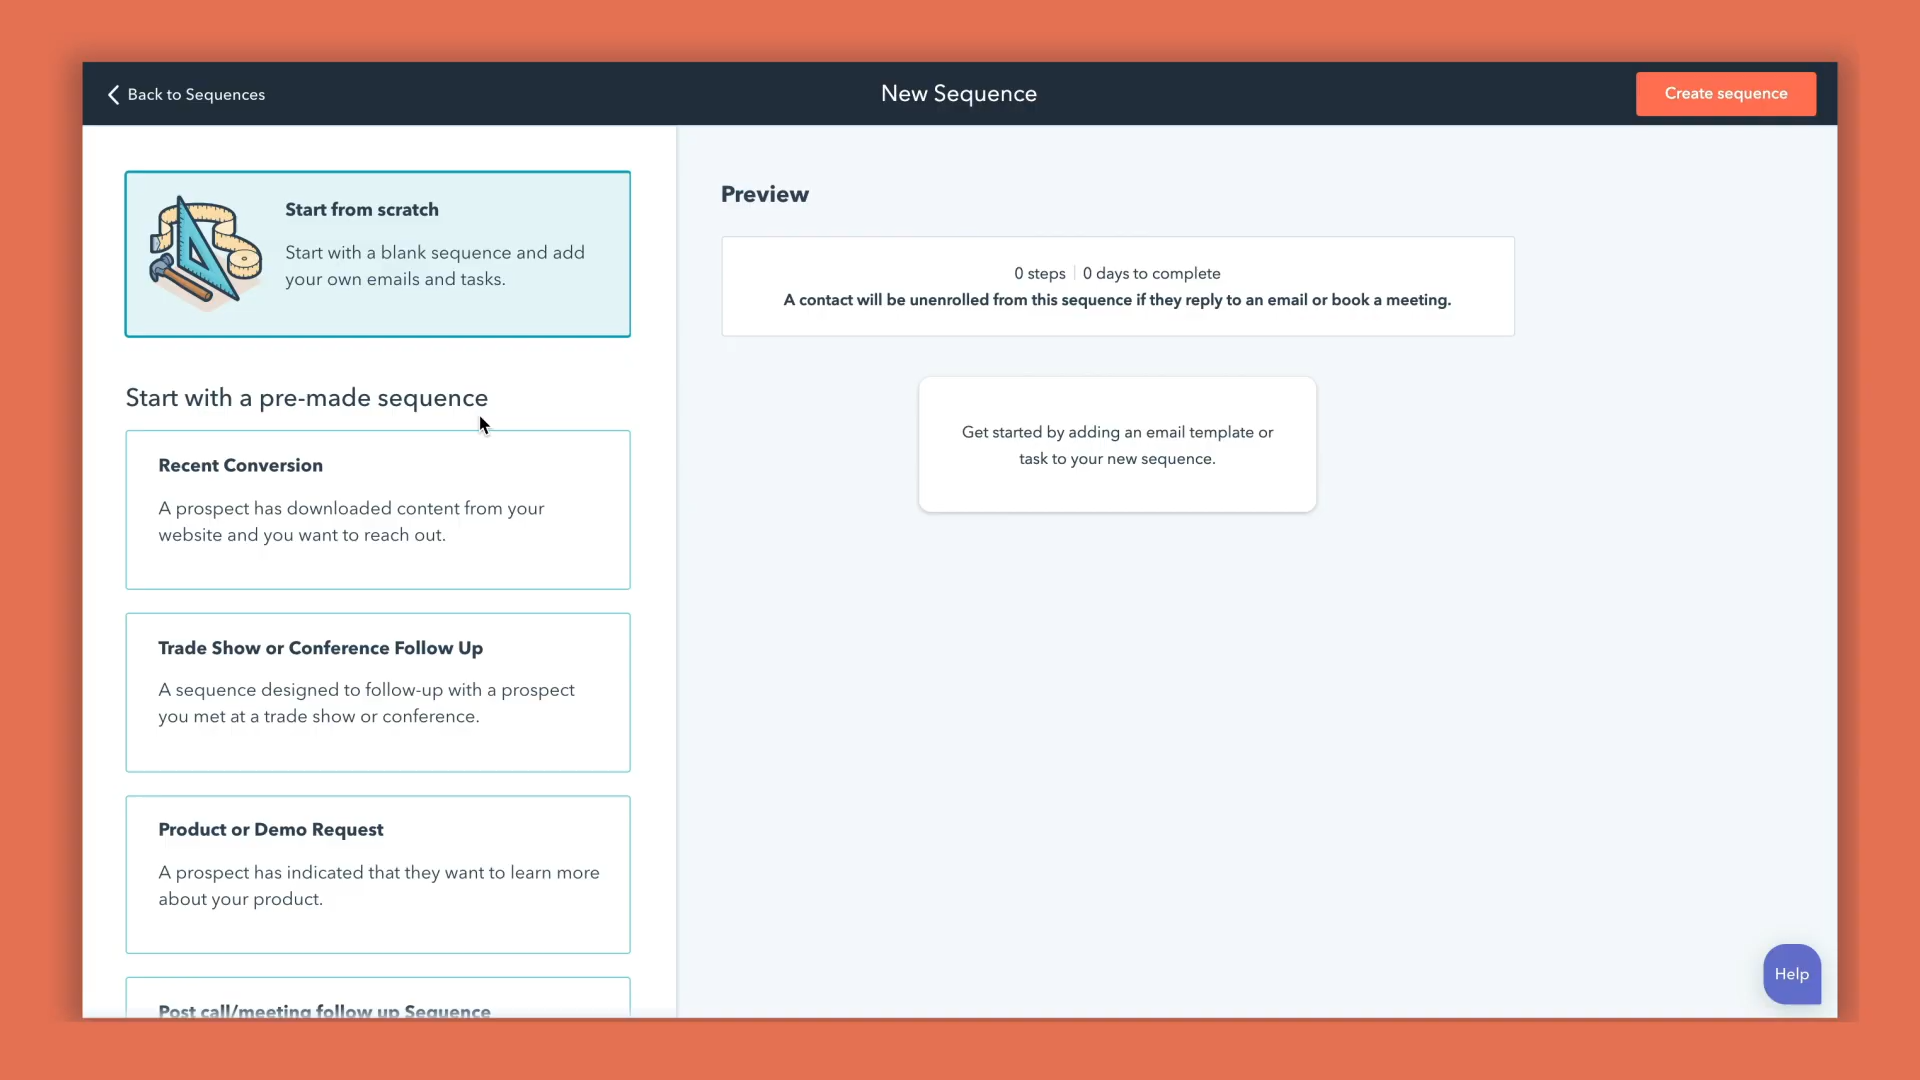 Back to Sequences
New Sequence
Create sequence
Start from scratch
Start with a blank sequence and add
your own emails and tasks.
Start with a pre-made sequence
Recent Conversion
A prospect has downloaded content from your
website and you want to reach out.
Trade Show or Conference Follow Up
A sequence designed to follow-up with a prospect
you met at a trade show or conference.
Product or Demo Request
A prospect has indicated that they want to learn more
about your product.
Post call/meeting follow up Sequence
Preview
0 steps
0 days to complete
A contact will be unenrolled from this sequence if they reply to an email or book a meeting.
Get started by adding an email template or
task to your new sequence.
Help